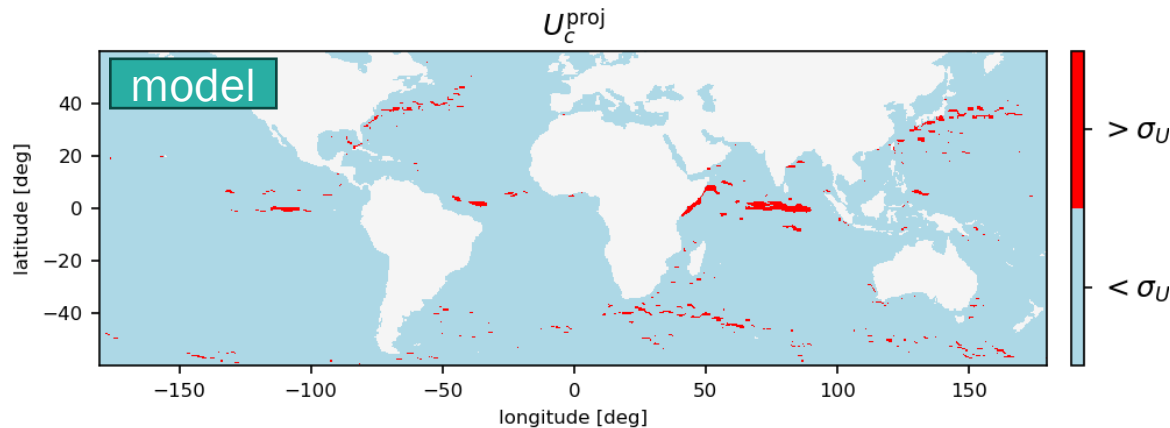 U_c^proj
model
40
20
0
−20
−40
latitude [deg]
−150 −100 −50 0 50 100 150
longitude [deg]
> σ_U
< σ_U